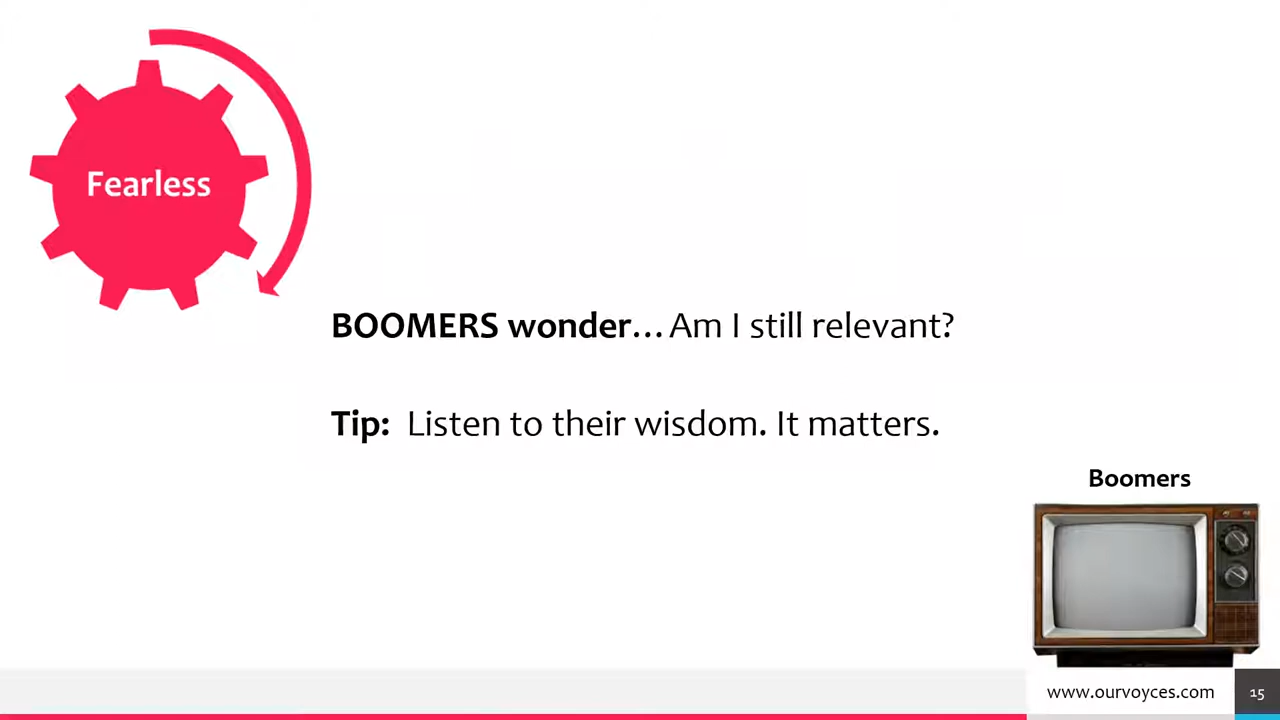 Fearless
BOOMERS wonder… Am I still relevant?
Tip: Listen to their wisdom. It matters.
Boomers
www.ourvoyces.com
15